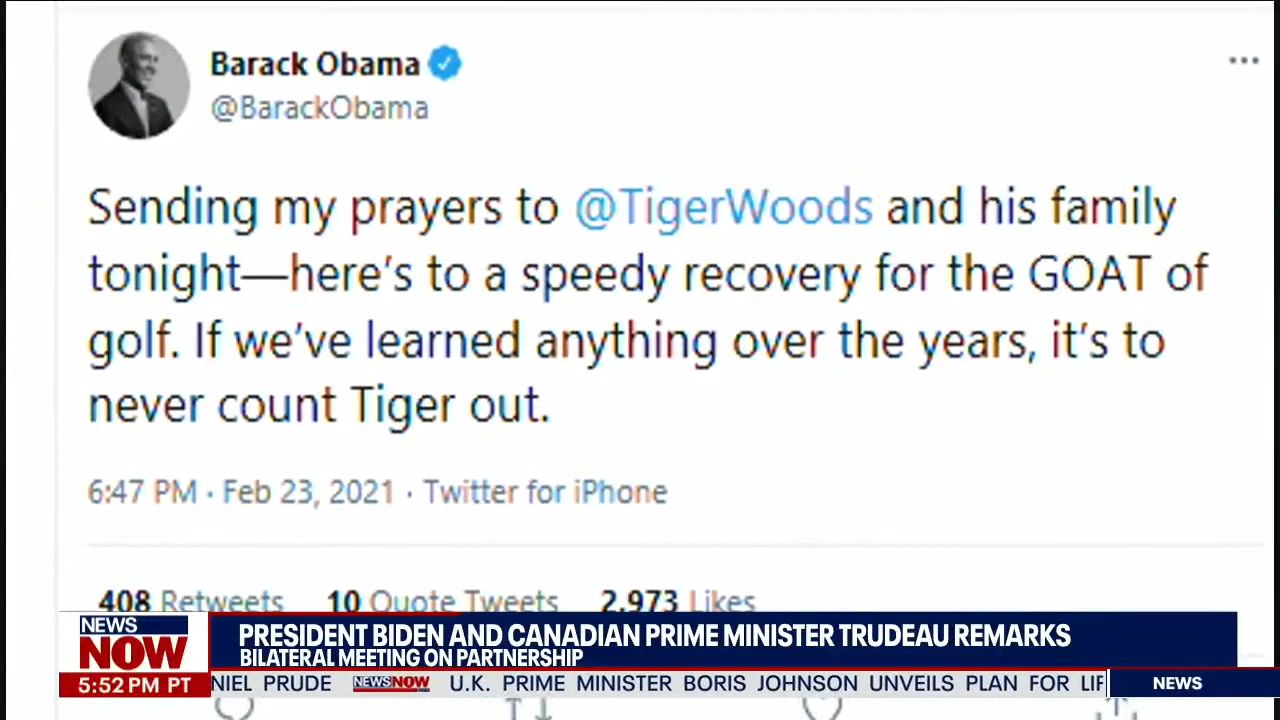 Barack Obama
@BarackObama
Sending my prayers to @TigerWoods and his family
tonight—here’s to a speedy recovery for the GOAT of
golf. If we’ve learned anything over the years, it’s to
never count Tiger out.
6:47 PM · Feb 23, 2021 · Twitter for iPhone
408 Retweets 10 Quote Tweets 2,973 Likes
NEWS
NOW
PRESIDENT BIDEN AND CANADIAN PRIME MINISTER TRUDEAU REMARKS
BILATERAL MEETING ON PARTNERSHIP
5:52 PM PT
NIEL PRUDE NEWSNOW U.K. PRIME MINISTER BORIS JOHNSON UNVEILS PLAN FOR LIF
NEWS